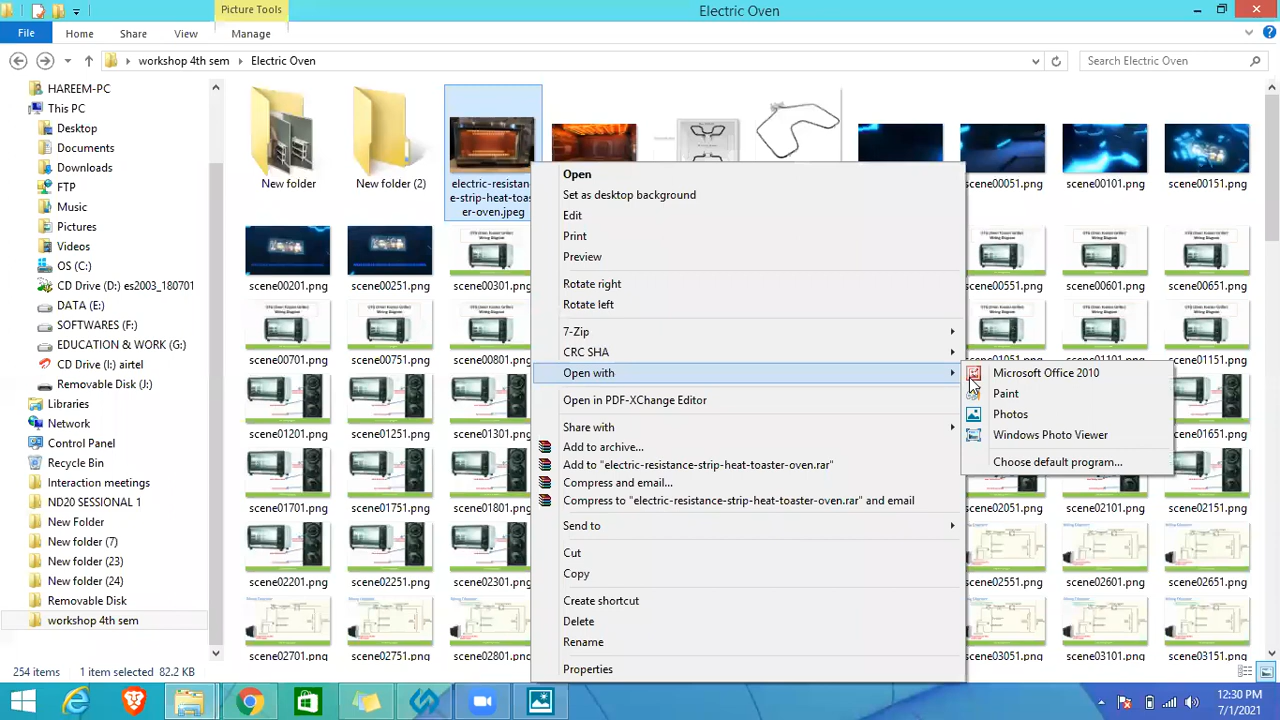 Picture Tools
Electric Oven
File
Home
Share
View
Manage
workshop 4th sem
Electric Oven
Search Electric Oven
HAREEM-PC
This PC
Desktop
Documents
Downloads
FTP
Music
Pictures
Videos
OS (C:)
CD Drive (D:) es2003_180701
DATA (E:)
SOFTWARES (F:)
EDUCATION & WORK (G:)
CD Drive (I:) airtel
Removable Disk (J:)
Libraries
Network
Control Panel
Recycle Bin
Interaction meetings
ND20 SESSIONAL 1
New Folder
New folder (7)
New folder (23)
New folder (24)
Removable Disk
workshop 4th sem
New folder
New folder (2)
electric-resistanc
e-strip-heat-toast
er-oven.jpeg
scene00051.png
scene00101.png
scene00151.png
scene00201.png
scene00251.png
scene00301.png
scene00551.png
scene00601.png
scene00651.png
scene00701.png
scene00751.png
scene00801.png
scene01051.png
scene01101.png
scene01151.png
scene01201.png
scene01251.png
scene01301.png
scene01651.png
scene01701.png
scene01751.png
scene01801.png
scene02051.png
scene02101.png
scene02151.png
scene02201.png
scene02251.png
scene02301.png
scene02551.png
scene02601.png
scene02651.png
scene02701.png
scene02751.png
scene02801.png
scene03051.png
scene03101.png
scene03151.png
Open
Set as desktop background
Edit
Print
Preview
Rotate right
Rotate left
7-Zip
CRC SHA
Open with
Open in PDF-XChange Editor
Share with
Add to archive...
Add to "electric-resistance-strip-heat-toaster-oven.rar"
Compress and email...
Compress to "electric-resistance-strip-heat-toaster-oven.rar" and email
Send to
Cut
Copy
Create shortcut
Delete
Rename
Properties
Microsoft Office 2010
Paint
Photos
Windows Photo Viewer
Choose default program...
254 items
1 item selected 82.2 KB
12:30 PM
7/1/2021